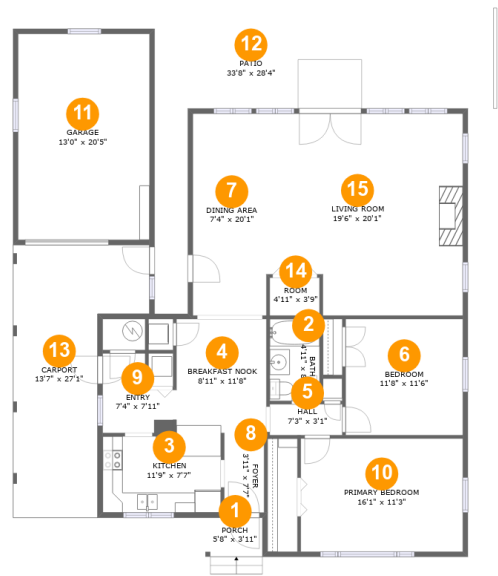 12
PATIO
33'8" x 28'4"
11
GARAGE
13'0" x 20'5"
7
DINING AREA
7'4" x 20'1"
15
LIVING ROOM
19'6" x 20'1"
14
ROOM
4'11" x 3'9"
2
BATH
4'11" x 8
13
CARPORT
13'7" x 27'1"
4
BREAKFAST NOOK
8'11" x 11'8"
6
BEDROOM
11'8" x 11'6"
9
ENTRY
7'4" x 7'11"
5
HALL
7'3" x 3'1"
3
KITCHEN
11'9" x 7'7"
8
FOYER
3'11" x 7'7"
10
PRIMARY BEDROOM
16'1" x 11'3"
1
PORCH
5'8" x 3'11"